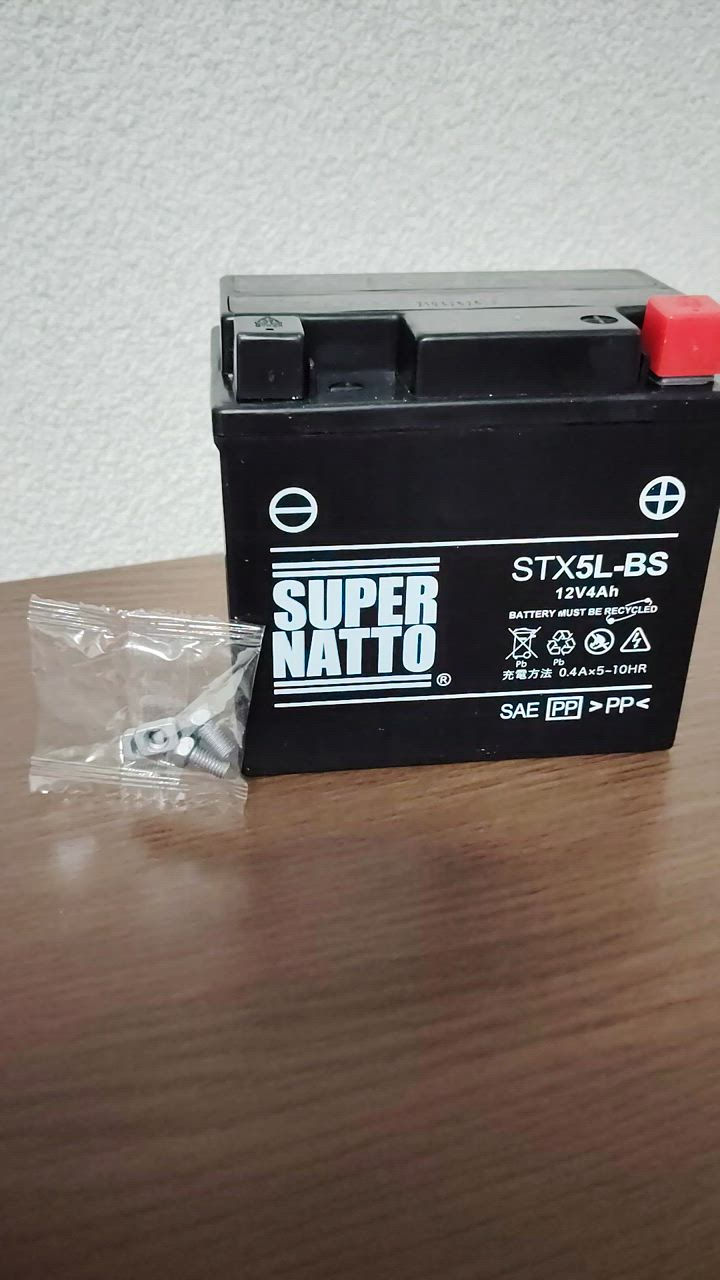 SUPER
NATTO
®
STX5L-BS
12V4Ah
BATTERY MUST BE RECYCLED
Pb
Pb
充電方法 0.4A×5-10HR
SAE PP >PP<